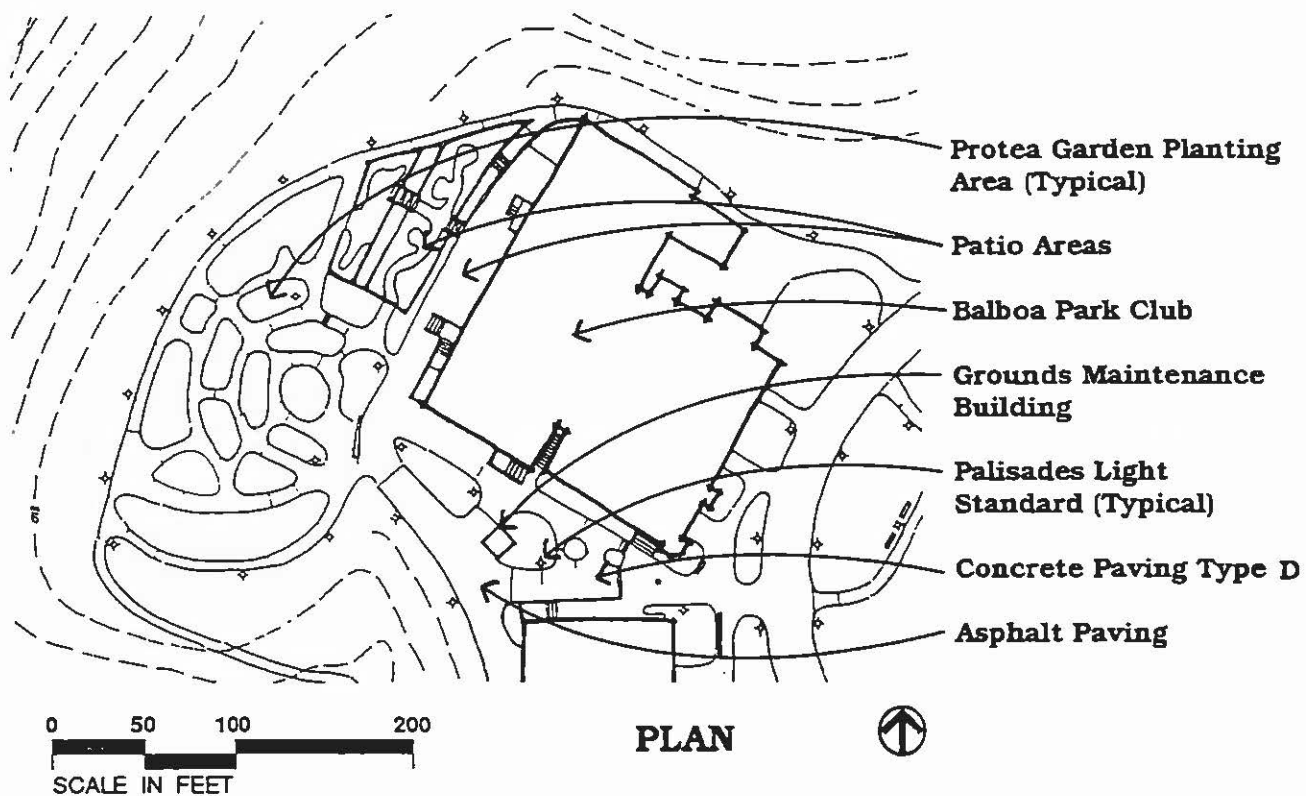 Protea Garden Planting
Area (Typical)
Patio Areas
Balboa Park Club
Grounds Maintenance
Building
Palisades Light
Standard (Typical)
Concrete Paving Type D
Asphalt Paving
0 50 100 200
SCALE IN FEET
PLAN